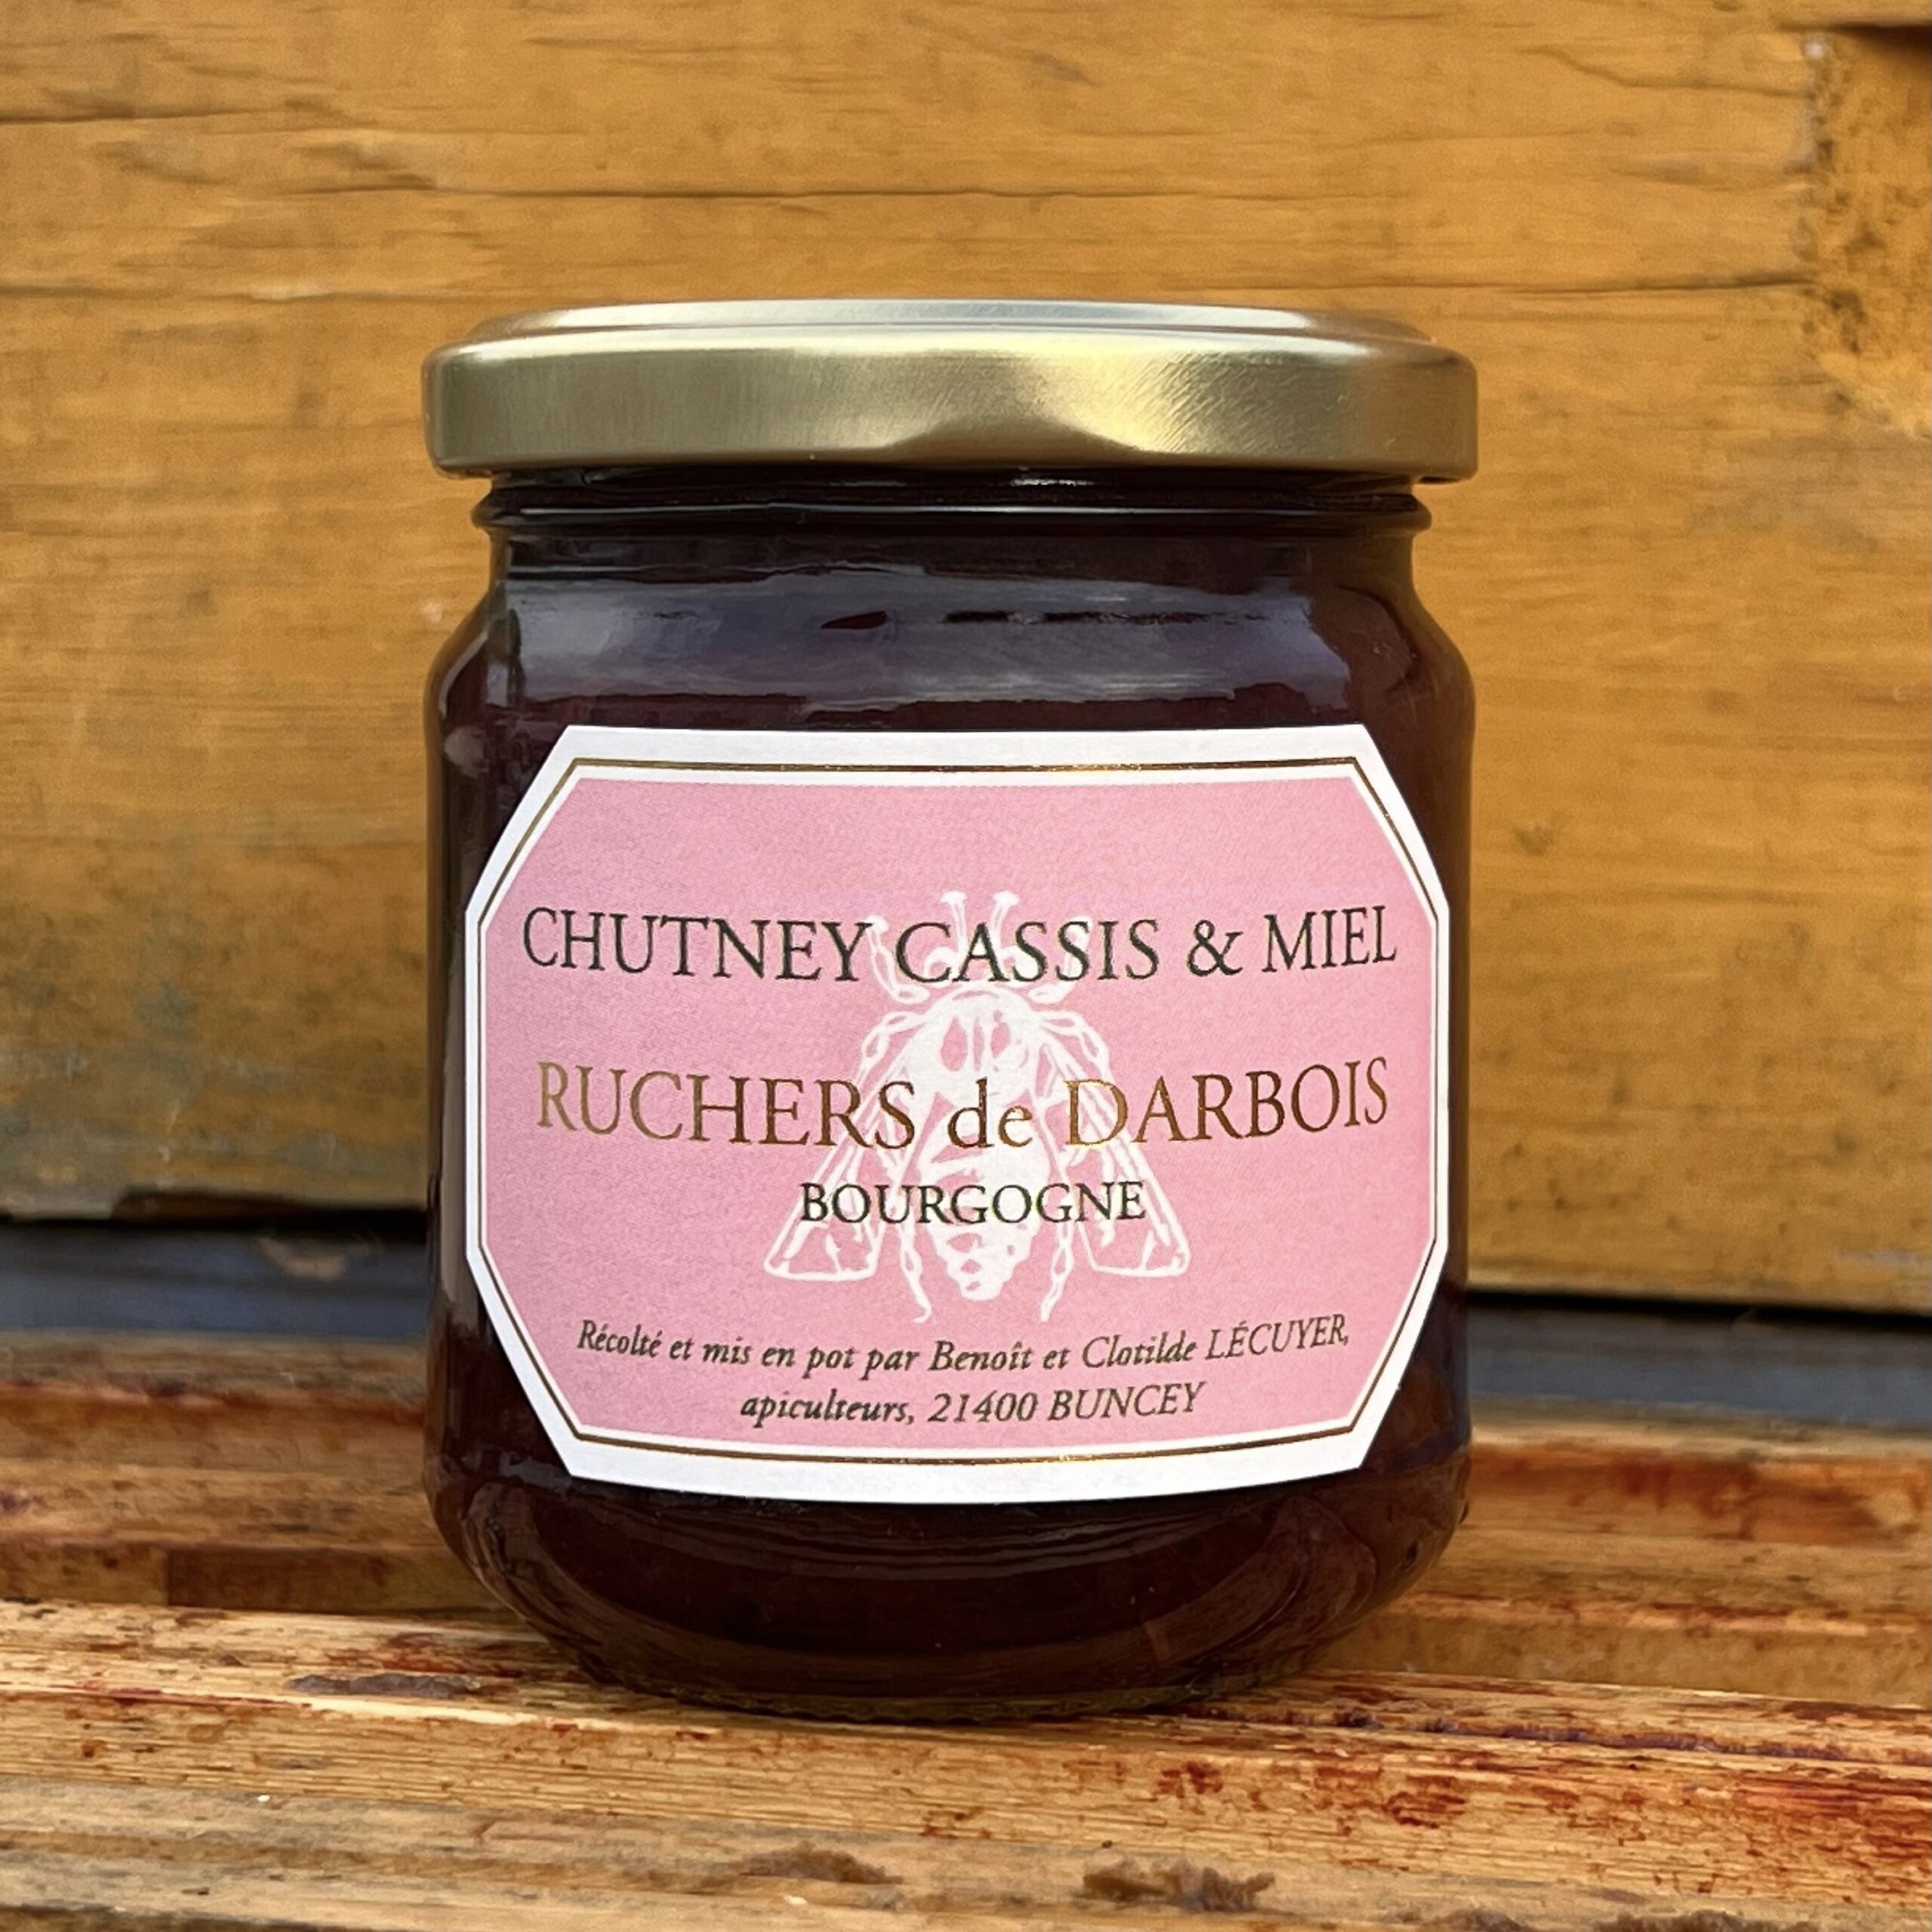 CHUTNEY CASSIS & MIEL
RUCHERS de DARBOIS
BOURGOGNE
Récolté et mis en pot par Benoît et Clotilde LÉCUYER,
apiculteurs, 21400 BUNCEY